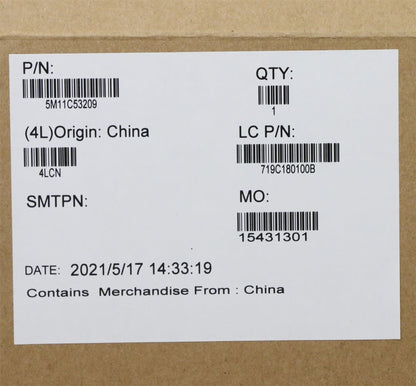 P/N:
5M11C53209
QTY:
1
(4L)Origin: China
4LCN
LC P/N:
719C180100B
SMTPN:
MO:
15431301
DATE: 2021/5/17 14:33:19
Contains Merchandise From : China